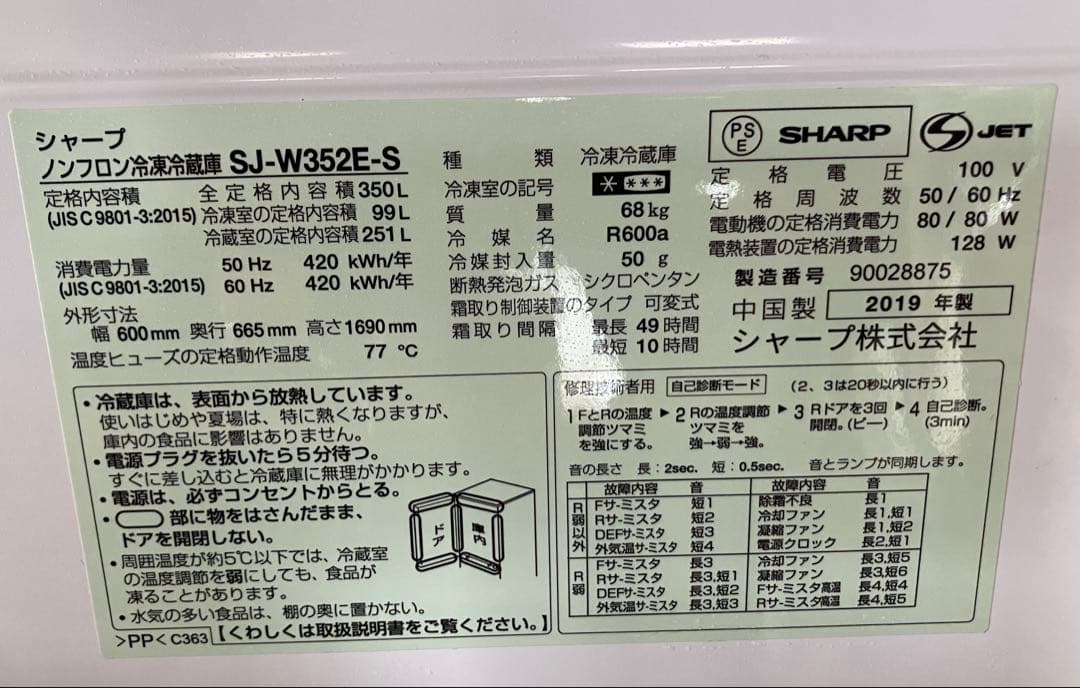 シャープ
ノンフロン冷凍冷蔵庫 SJ-W352E-S
定格内容積 全定格内容積 350 L
(JIS C 9801-3:2015) 冷凍室の定格内容積 99 L
冷蔵室の定格内容積 251 L
消費電力量 50 Hz 420 kWh/年
(JIS C 9801-3:2015) 60 Hz 420 kWh/年
外形寸法
幅 600 mm 奥行 665 mm 高さ 1690 mm
温度ヒューズの定格動作温度 77 ℃
種類 冷凍冷蔵庫
冷凍室の記号 * ***
質量 68 kg
冷媒名 R600a
冷媒封入量 50 g
断熱発泡ガス シクロペンタン
霜取り制御装置のタイプ 可変式
霜取り間隔 最長 49 時間
最短 10 時間
PSE SHARP
S JET
定格電圧 100 V
定格周波数 50 / 60 Hz
電動機の定格消費電力 80 / 80 W
電熱装置の定格消費電力 128 W
製造番号 90028875
中国製 2019 年製
シャープ株式会社
・冷蔵庫は、表面から放熱しています。
使いはじめや夏場は、特に熱くなりますが、
庫内の食品に影響はありません。
・電源プラグを抜いたら5分待つ。
すぐに差し込むと冷蔵庫に無理がかかります。
・電源は、必ずコンセントからとる。
・ 部に物をはさんだまま、
ドアを開閉しない。
ドア 庫内
・周囲温度が約5℃以下では、冷蔵室
の温度調節を弱にしても、食品が
凍ることがあります。
・水気の多い食品は、棚の奥に置かない。
>PP< C363 【くわしくは取扱説明書をご覧ください。】
修理技術者用 自己診断モード (2、3は20秒以内に行う)
1 FとRの温度調節ツマミを強にする。 ▶ 2 Rの温度調節ツマミを強→弱→強。 ▶ 3 Rドアを3回開閉。(ピー) ▶ 4 自己診断。(3min)
音の長さ 長：2sec. 短：0.5sec. 音とランプが同期します。
故障内容 音 故障内容 音
R弱以外
Fサーミスタ 短1 除霜不良 長1
Rサーミスタ 短2 冷却ファン 長1,短1
DEFサーミスタ 短3 凝縮ファン 長1,短2
外気温サーミスタ 短4 電源クロック 長2,短1
R弱
Fサーミスタ 長3 冷却ファン 長3,短5
Rサーミスタ 長3,短1 凝縮ファン 長3,短6
DEFサーミスタ 長3,短2 Fサーミスタ高温 長4,短4
外気温サーミスタ 長3,短3 Rサーミスタ高温 長4,短5